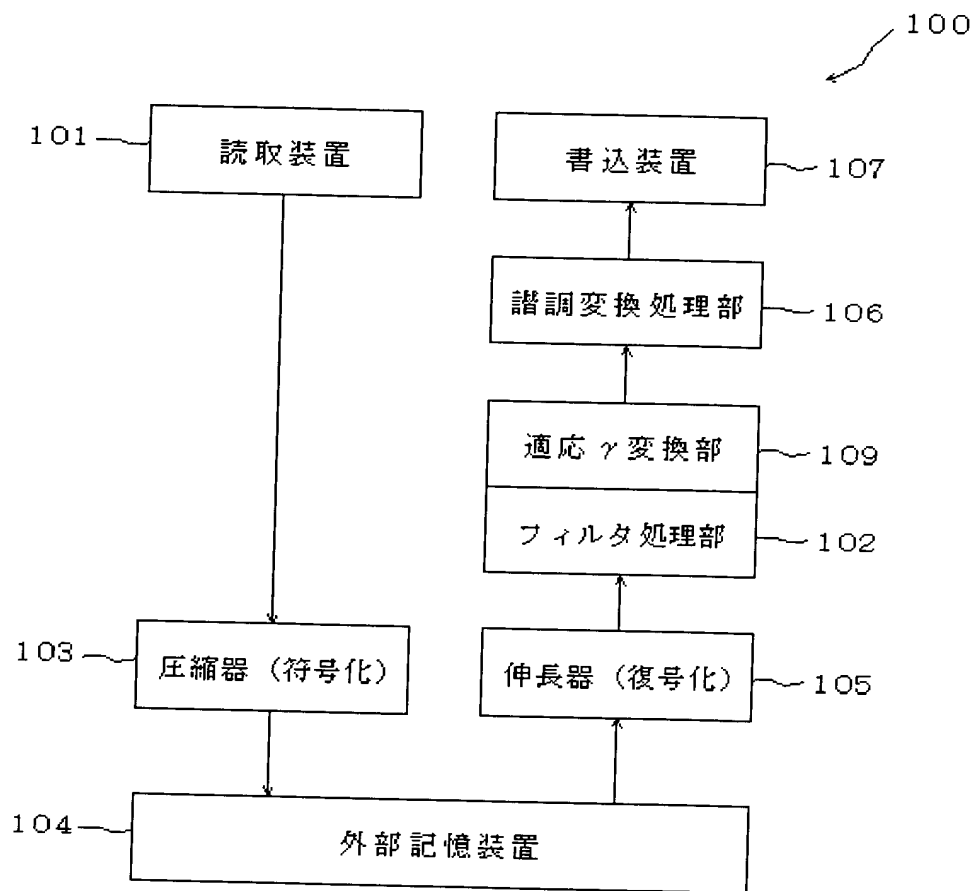 100
101
読取装置
書込装置
107
諧調変換処理部
106
適応γ変換部
109
フィルタ処理部
102
103
圧縮器（符号化）
伸長器（復号化）
105
104
外部記憶装置